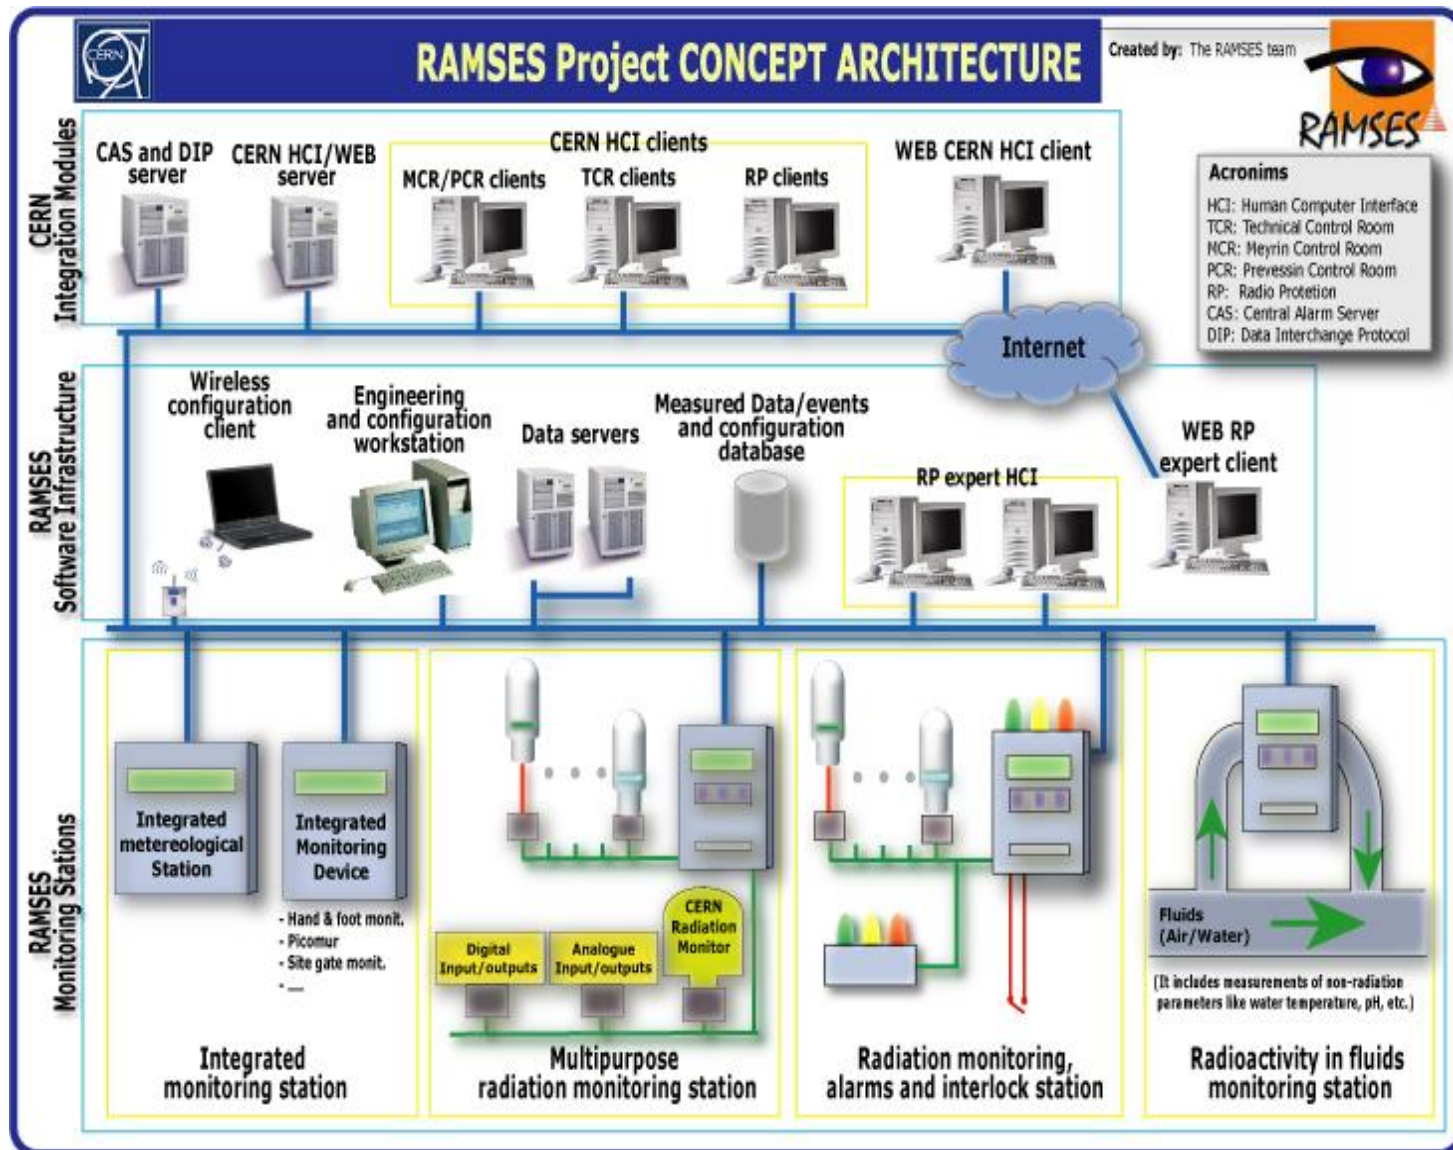 CERN
RAMSES Project CONCEPT ARCHITECTURE
Created by: The RAMSES team
RAMSES
Acronims
HCI: Human Computer Interface
TCR: Technical Control Room
MCR: Meyrin Control Room
PCR: Prevessin Control Room
RP: Radio Protetion
CAS: Central Alarm Server
DIP: Data Interchange Protocol
CERN
Integration Modules
CAS and DIP
server
CERN HCI/WEB
server
CERN HCI clients
MCR/PCR clients
TCR clients
RP clients
WEB CERN HCI client
Internet
RAMSES
Software Infrastructure
Wireless
configuration
client
Engineering
and configuration
workstation
Data servers
Measured Data/events
and configuration
database
RP expert HCI
WEB RP
expert client
RAMSES
Monitoring Stations
Integrated
metereological
Station
Integrated
Monitoring
Device
- Hand & foot monit.
- Picomur
- Site gate monit.
- ...
Integrated
monitoring station
Digital
Input/outputs
Analogue
Input/outputs
CERN
Radiation
Monitor
Multipurpose
radiation monitoring station
Radiation monitoring,
alarms and interlock station
Fluids
(Air/Water)
(It includes measurements of non-radiation
parameters like water temperature, pH, etc.)
Radioactivity in fluids
monitoring station